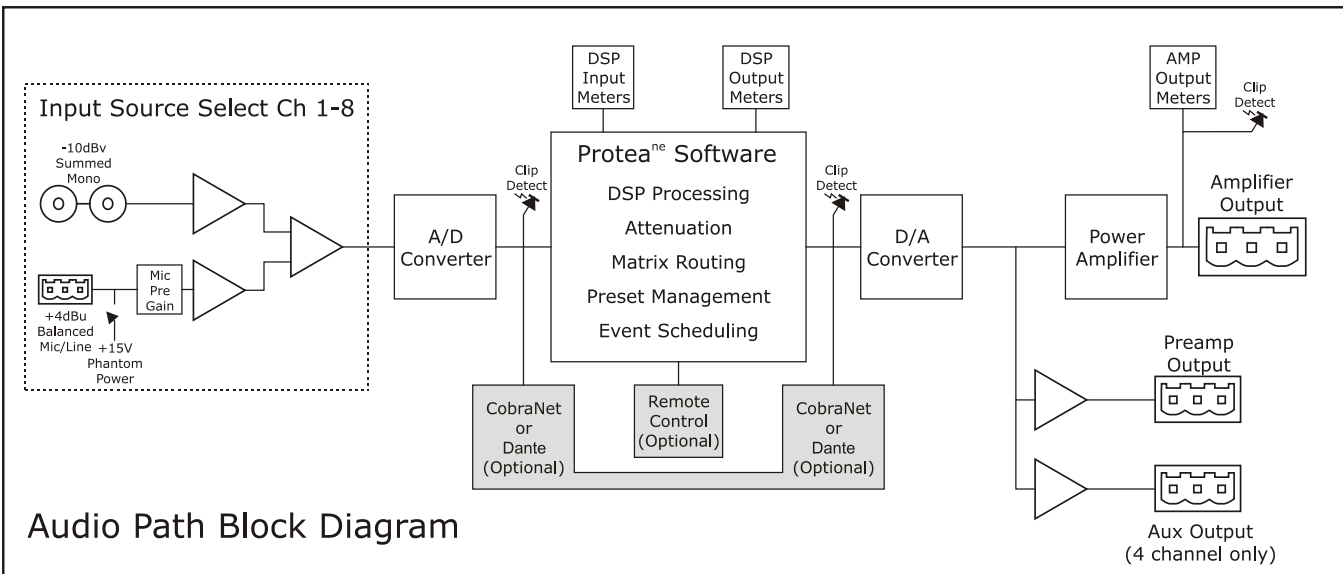 Input Source Select Ch 1-8
-10dBv
Summed
Mono
+4dBu
Balanced
Mic/Line
+15V
Phantom
Power
Mic
Pre
Gain
A/D
Converter
Clip
Detect
DSP
Input
Meters
DSP
Output
Meters
Protea^ne Software
DSP Processing
Attenuation
Matrix Routing
Preset Management
Event Scheduling
CobraNet
or
Dante
(Optional)
Remote
Control
(Optional)
CobraNet
or
Dante
(Optional)
Clip
Detect
D/A
Converter
Power
Amplifier
AMP
Output
Meters
Clip
Detect
Amplifier
Output
Preamp
Output
Aux Output
(4 channel only)
Audio Path Block Diagram